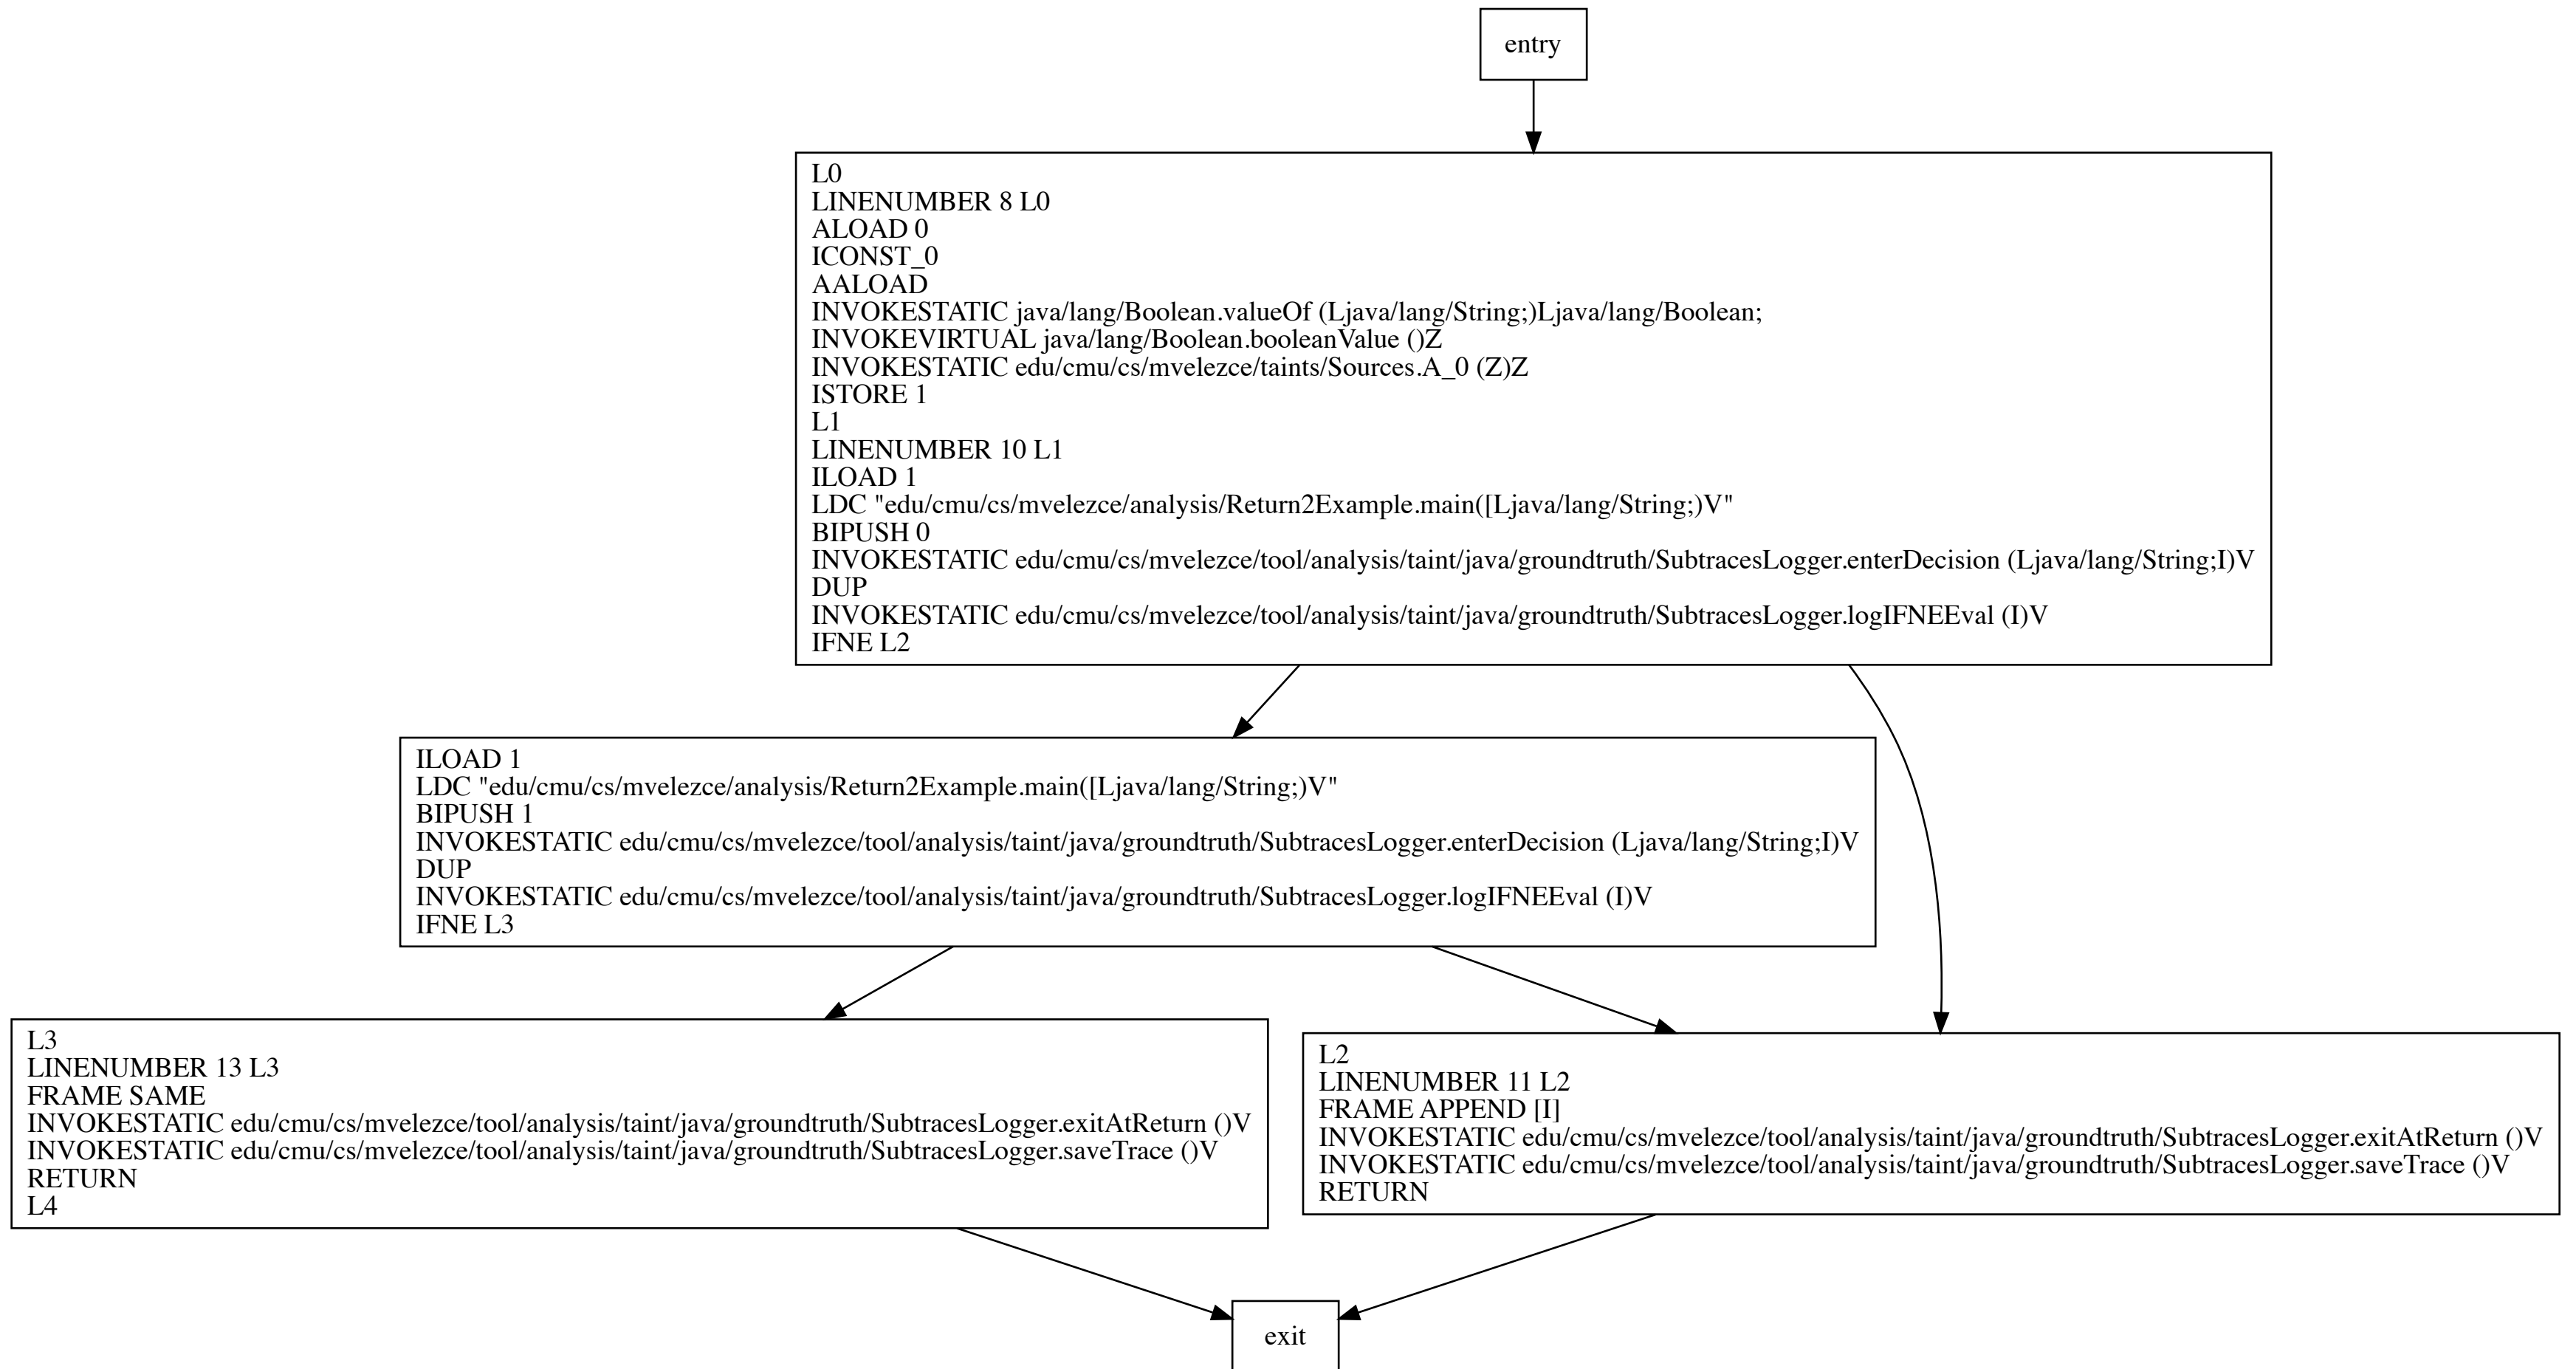 entry
L0
LINENUMBER 8 L0
ALOAD 0
ICONST_0
AALOAD
INVOKESTATIC java/lang/Boolean.valueOf (Ljava/lang/String;)Ljava/lang/Boolean;
INVOKEVIRTUAL java/lang/Boolean.booleanValue ()Z
INVOKESTATIC edu/cmu/cs/mvelezce/taints/Sources.A_0 (Z)Z
ISTORE 1
L1
LINENUMBER 10 L1
ILOAD 1
LDC "edu/cmu/cs/mvelezce/analysis/Return2Example.main([Ljava/lang/String;)V"
BIPUSH 0
INVOKESTATIC edu/cmu/cs/mvelezce/tool/analysis/taint/java/groundtruth/SubtracesLogger.enterDecision (Ljava/lang/String;I)V
DUP
INVOKESTATIC edu/cmu/cs/mvelezce/tool/analysis/taint/java/groundtruth/SubtracesLogger.logIFNEEval (I)V
IFNE L2
ILOAD 1
LDC "edu/cmu/cs/mvelezce/analysis/Return2Example.main([Ljava/lang/String;)V"
BIPUSH 1
INVOKESTATIC edu/cmu/cs/mvelezce/tool/analysis/taint/java/groundtruth/SubtracesLogger.enterDecision (Ljava/lang/String;I)V
DUP
INVOKESTATIC edu/cmu/cs/mvelezce/tool/analysis/taint/java/groundtruth/SubtracesLogger.logIFNEEval (I)V
IFNE L3
L3
LINENUMBER 13 L3
FRAME SAME
INVOKESTATIC edu/cmu/cs/mvelezce/tool/analysis/taint/java/groundtruth/SubtracesLogger.exitAtReturn ()V
INVOKESTATIC edu/cmu/cs/mvelezce/tool/analysis/taint/java/groundtruth/SubtracesLogger.saveTrace ()V
RETURN
L4
L2
LINENUMBER 11 L2
FRAME APPEND [I]
INVOKESTATIC edu/cmu/cs/mvelezce/tool/analysis/taint/java/groundtruth/SubtracesLogger.exitAtReturn ()V
INVOKESTATIC edu/cmu/cs/mvelezce/tool/analysis/taint/java/groundtruth/SubtracesLogger.saveTrace ()V
RETURN
exit